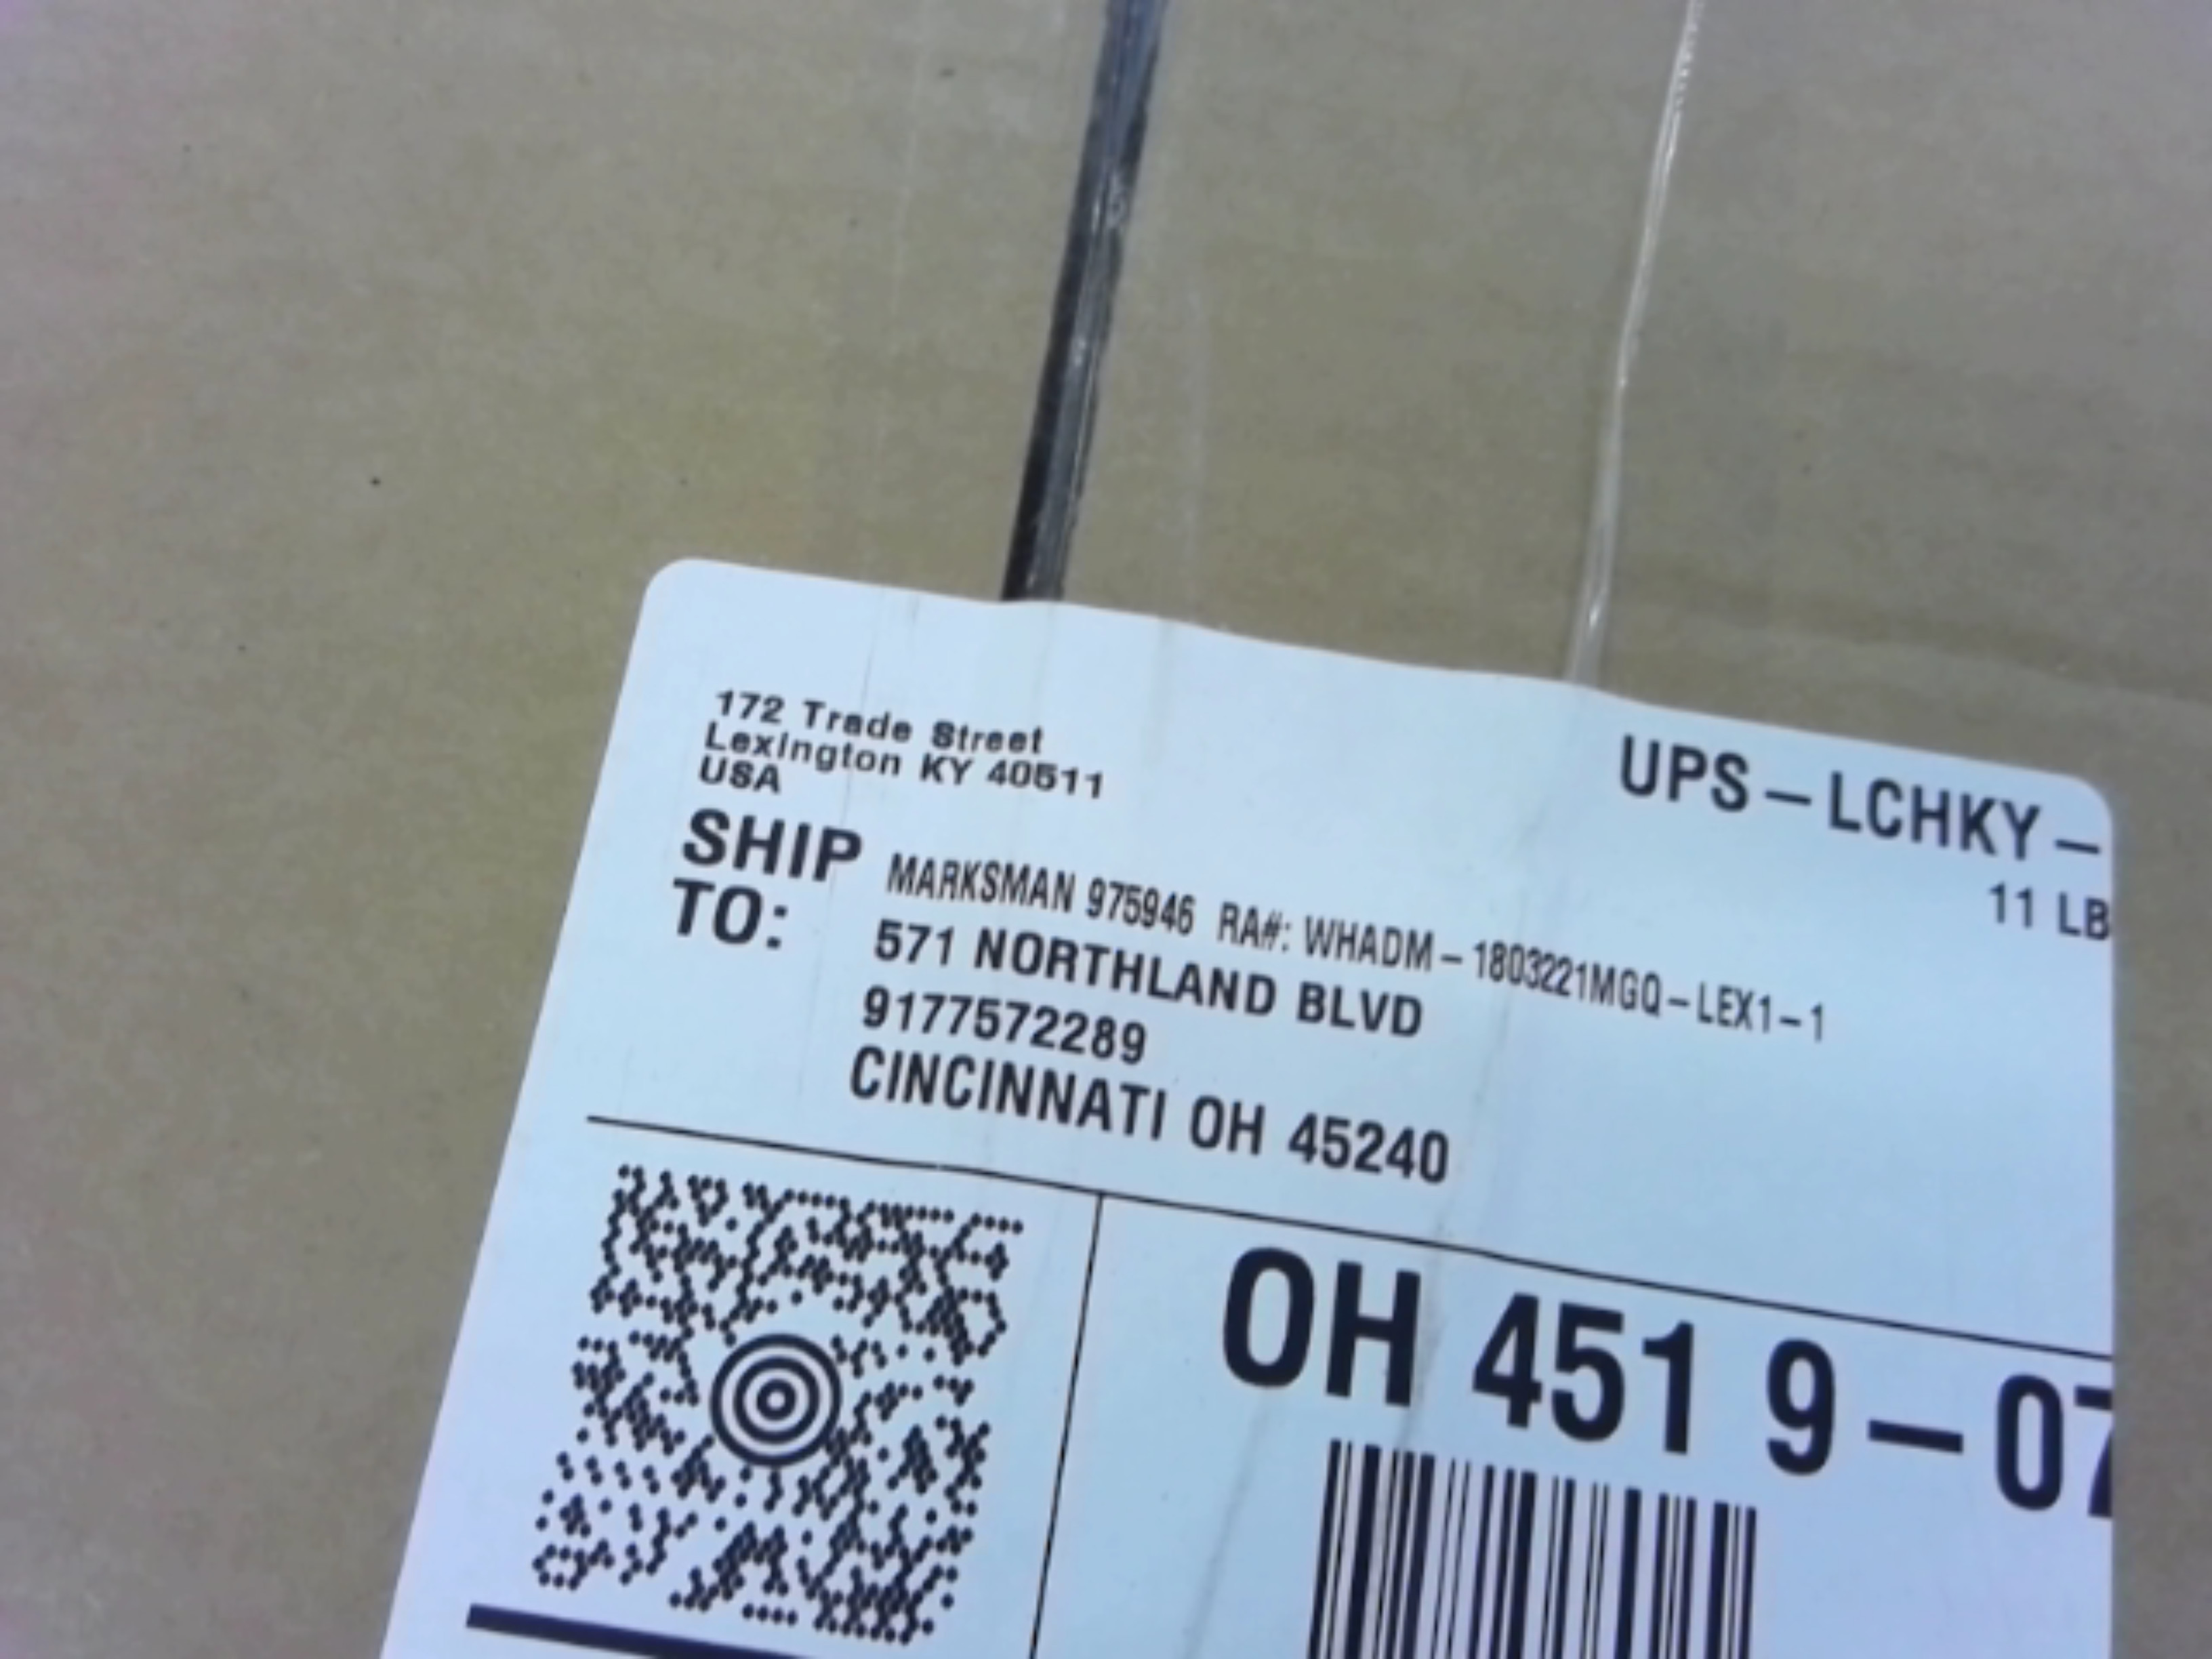 172 Trade Street
Lexington KY 40511
USA
UPS-LCHKY-
11 LB
SHIP TO:
MARKSMAN 975946 RA#: WHADM-1803221MGQ-LEX1-1
571 NORTHLAND BLVD
9177572289
CINCINNATI OH 45240
OH 451 9-07